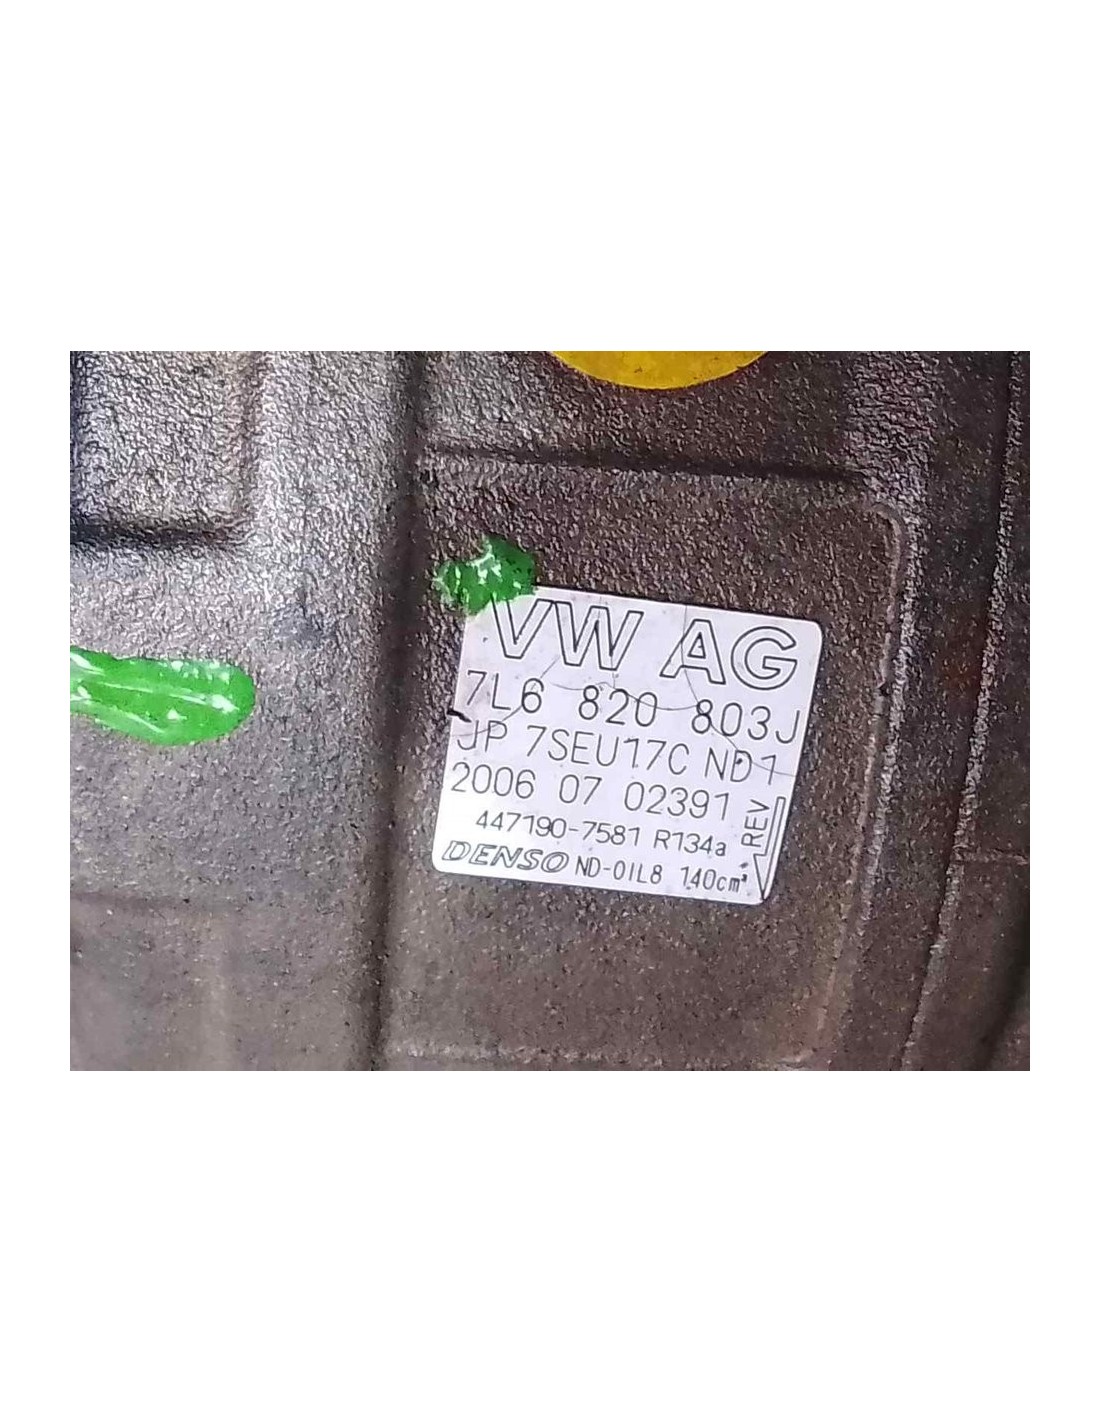 VW AG
7L6 820 803J
JP 7SEU17C ND1
2006 07 02391
447190-7581 R134a
DENSO ND-OIL8 140cm³
REV